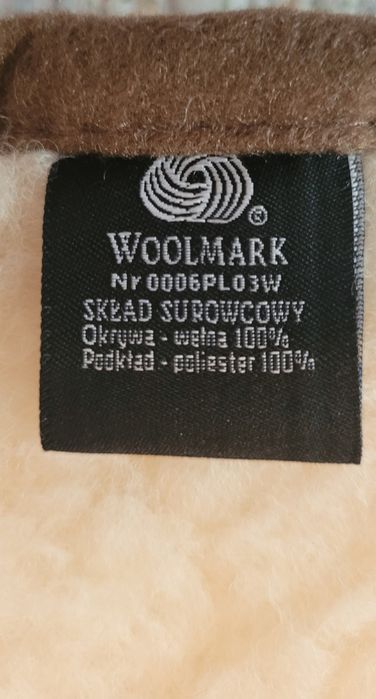 ®
WOOLMARK
Nr 0006PL03W
SKŁAD SUROWCOWY
Okrywa - wełna 100%
Podkład - poliester 100%